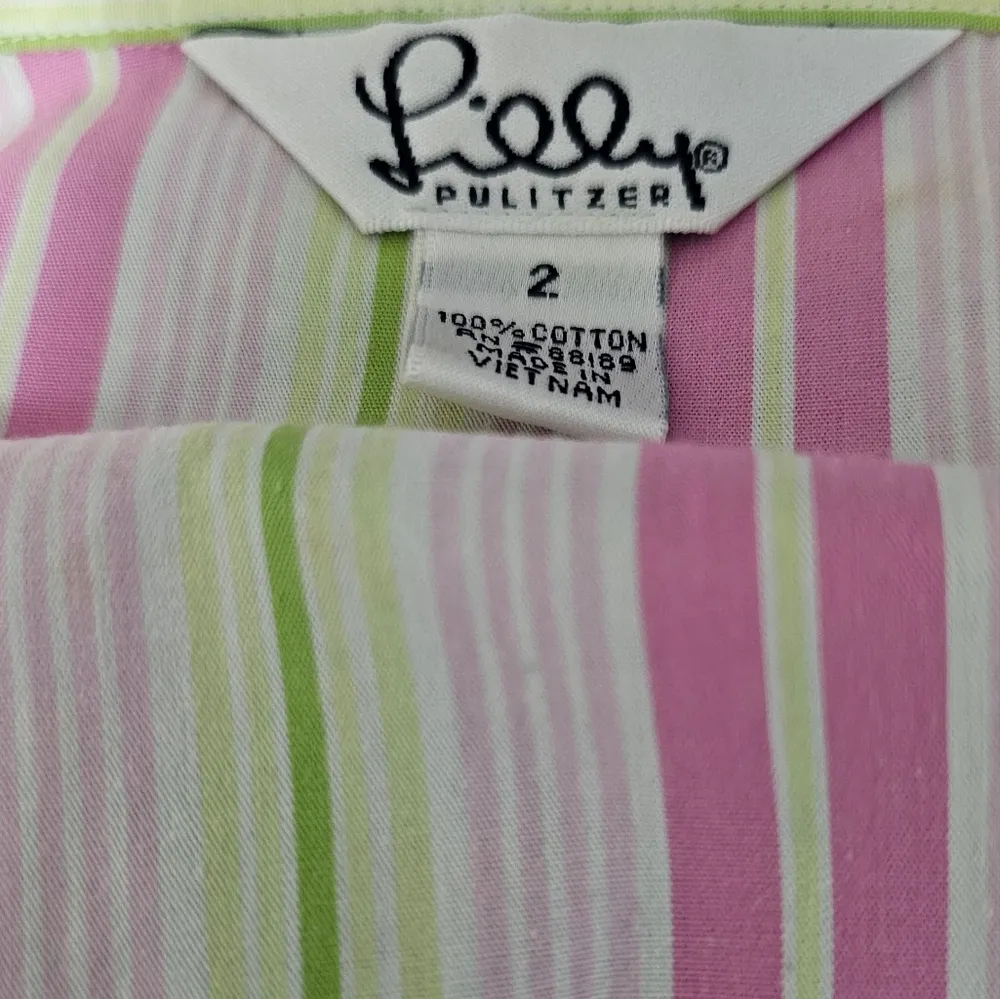 Lilly®
PULITZER
2
100% COTTON
RN 88189
MADE IN
VIETNAM